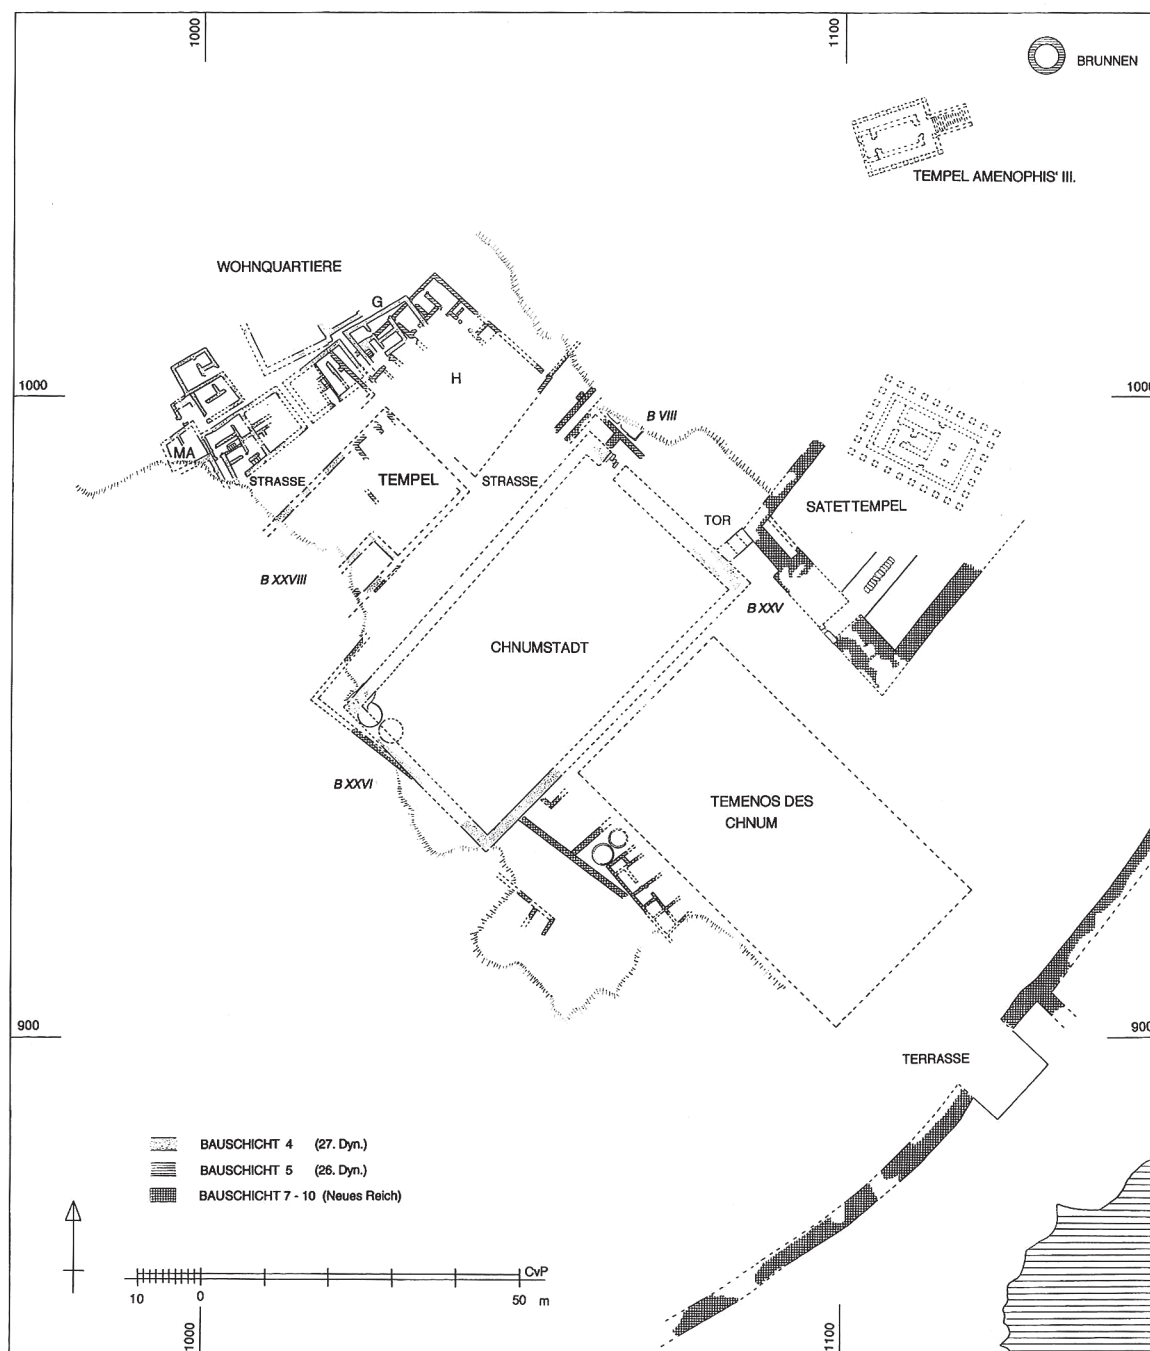 1000
1100
BRUNNEN
TEMPEL AMENOPHIS' III.
WOHNQUARTIERE
G
1000
H
1000
B VIII
MA
STRASSE
TEMPEL
STRASSE
SATETTEMPEL
TOR
B XXVIII
B XXV
CHNUMSTADT
B XXVI
TEMENOS DES
CHNUM
900
900
TERRASSE
BAUSCHICHT 4 (27. Dyn.)
BAUSCHICHT 5 (26. Dyn.)
BAUSCHICHT 7 - 10 (Neues Reich)
CvP
10 0 50 m
1000
1100